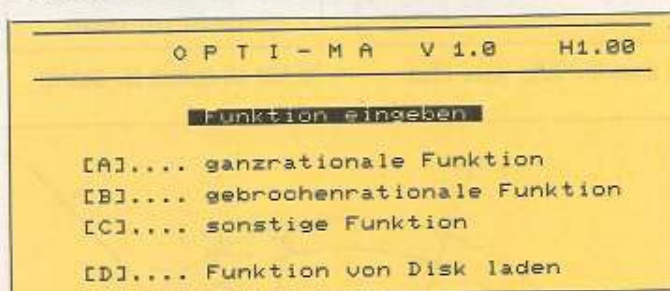 O P T I - M A V 1.0 H1.00
Funktion eingeben
[A].... ganzrationale Funktion
[B].... gebrochenrationale Funktion
[C].... sonstige Funktion
[D].... Funktion von Disk laden